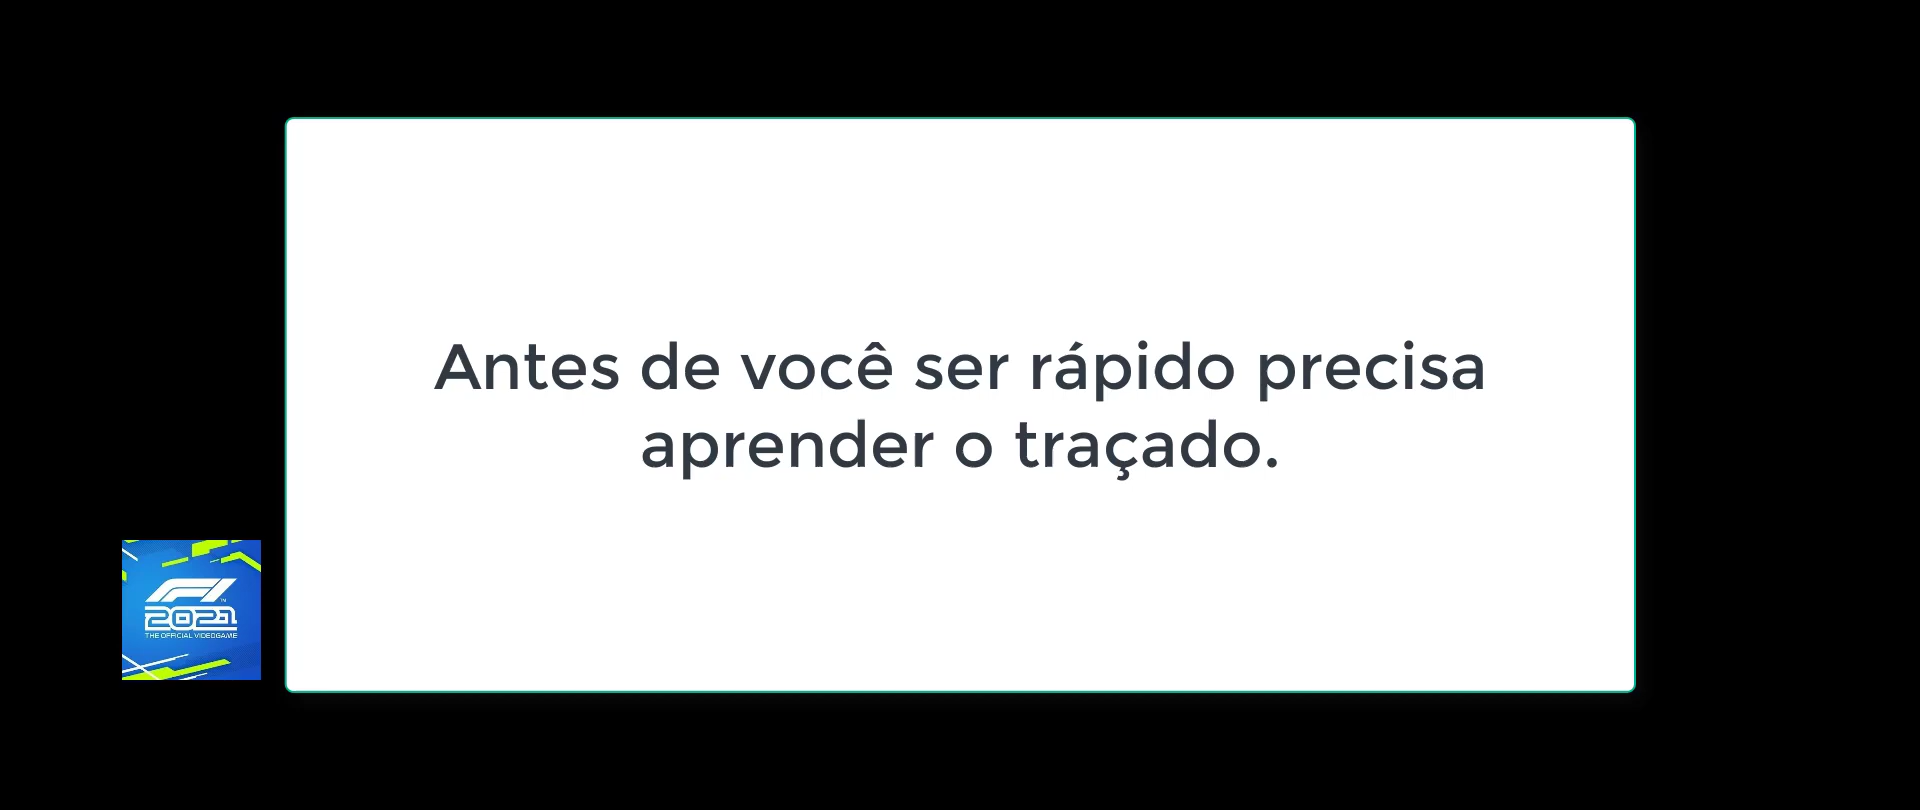 Antes de você ser rápido precisa
aprender o traçado.
F1
2021
THE OFFICIAL VIDEOGAME